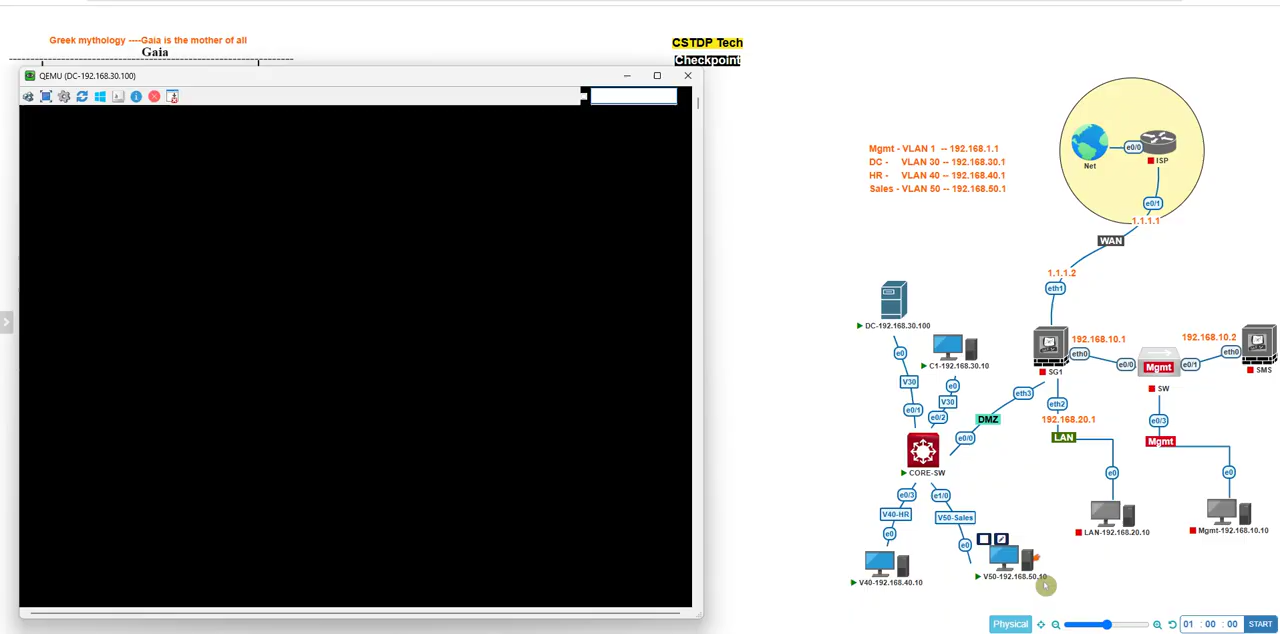 Greek mythology ----Gaia is the mother of all
Gaia
CSTDP Tech
Checkpoint
QEMU (DC-192.168.30.100)
Mgmt - VLAN 1 -- 192.168.1.1
DC - VLAN 30 -- 192.168.30.1
HR - VLAN 40 -- 192.168.40.1
Sales - VLAN 50 -- 192.168.50.1
Net
e0/0
ISP
e0/1
1.1.1.1
WAN
1.1.1.2
eth1
DC-192.168.30.100
e0
C1-192.168.30.10
V30
e0
V30
e0/1
e0/2
SG1
192.168.10.1
eth0
e0/0
Mgmt
e0/1
192.168.10.2
eth0
SMS
SW
eth3
eth2
DMZ
192.168.20.1
e0/3
e0/0
LAN
Mgmt
CORE-SW
e0
e0
e0/3
e1/0
V40-HR
V50-Sales
e0
e0
LAN-192.168.20.10
Mgmt-192.168.10.10
V40-192.168.40.10
V50-192.168.50.10
Physical
01 : 00 : 00
START